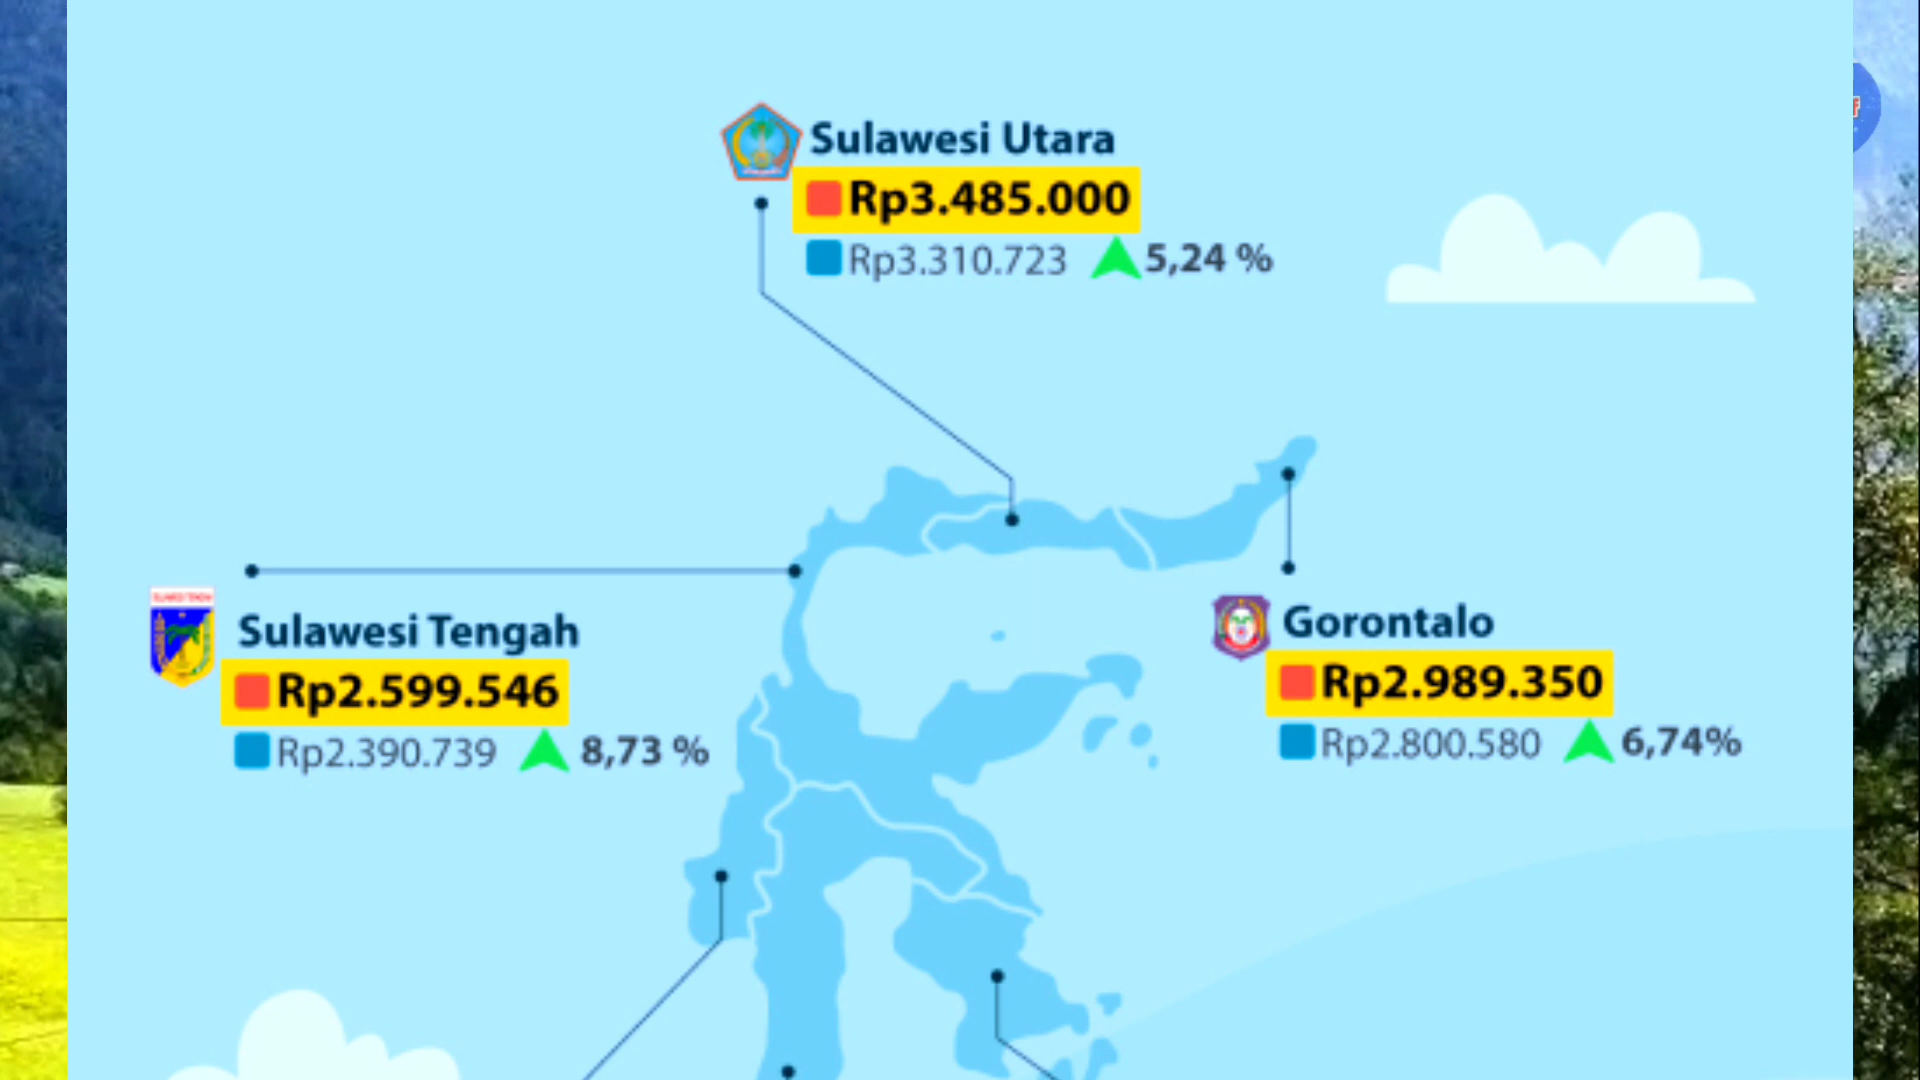 Sulawesi Utara
Rp3.485.000
Rp3.310.723 5,24 %
Sulawesi Tengah
Rp2.599.546
Rp2.390.739 8,73 %
Gorontalo
Rp2.989.350
Rp2.800.580 6,74%